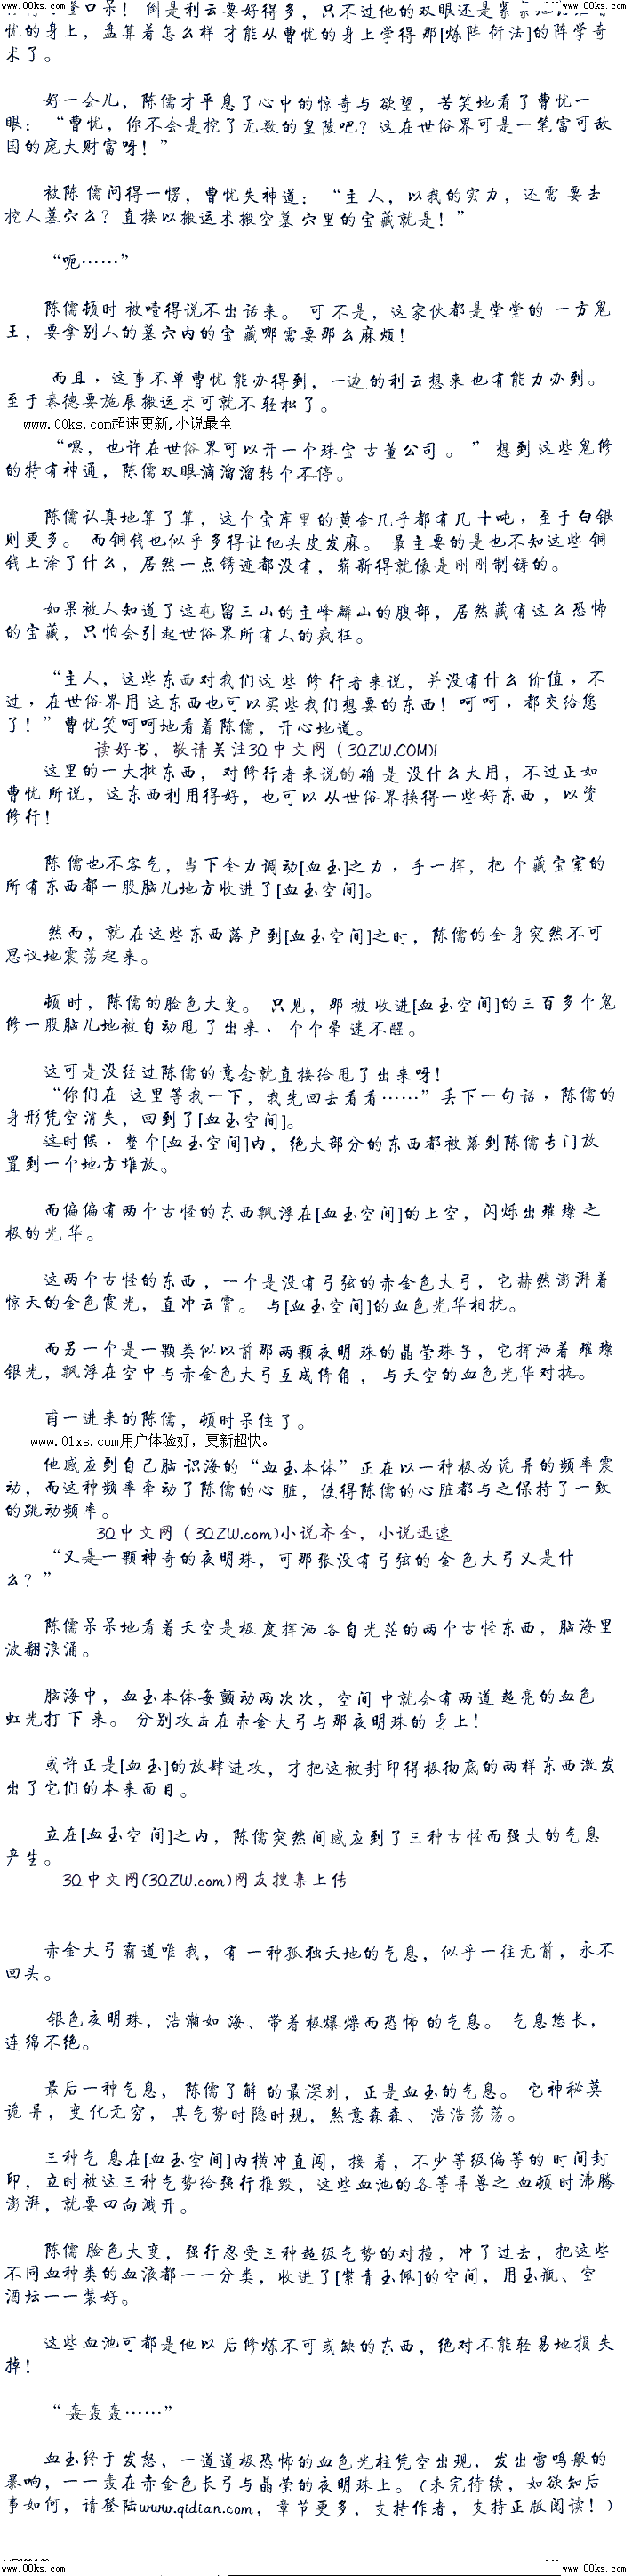 www.00ks.com www.00ks.com
忧的身上，盘算着怎么样才能从曹忧的身上学得那[炼阵衍法]的阵学奇
术了。
好一会儿，陈儒才平息了心中的惊奇与欲望，苦笑地看了曹忧一
眼：“曹忧，你不会是挖了无数的皇陵吧？这在世俗界可是一笔富可敌
国的庞大财富呀！”
被陈儒问得一愣，曹忧失神道：“主人，以我的实力，还需要去
挖人墓穴么？直接以搬运术搬空墓穴里的宝藏就是！”
“呃……”
陈儒顿时被噎得说不出话来。可不是，这家伙都是堂堂的一方鬼
王，要拿别人的墓穴内的宝藏哪需要那么麻烦！
而且，这事不单曹忧能办得到，一边的利云想来也有能力办到。
至于秦德要施展搬运术可就不轻松了。
www.00ks.com超速更新,小说最全
“嗯，也许在世俗界可以开一个珠宝古董公司。”想到这些鬼修
的特有神通，陈儒双眼滴溜溜转个不停。
陈儒认真地算了算，这个宝库里的黄金几乎都有几十吨，至于白银
则更多。而铜钱也似乎多得让他头皮发麻。最主要的是也不知这些铜
钱上涂了什么，居然一点锈迹都没有，崭新得就像是刚刚制铸的。
如果被人知道了这屯留三山的主峰麟山的腹部，居然藏有这么恐怖
的宝藏，只怕会引起世俗界所有人的疯狂。
“主人，这些东西对我们这些修行者来说，并没有什么价值，不
过，在世俗界用这东西也可以买些我们想要的东西！呵呵，都交给您
了！”曹忧笑呵呵地看着陈儒，开心地道。
读好书，敬请关注3Q中文网（3QZW.COM)!
这里的一大批东西，对修行者来说的确是没什么大用，不过正如
曹忧所说，这东西利用得好，也可以从世俗界换得一些好东西，以资
修行！
陈儒也不客气，当下全力调动[血玉]之力，手一挥，把个藏宝室的
所有东西都一股脑儿地方收进了[血玉空间]。
然而，就在这些东西落户到[血玉空间]之时，陈儒的全身突然不可
思议地震荡起来。
顿时，陈儒的脸色大变。只见，那被收进[血玉空间]的三百多个鬼
修一股脑儿地被自动甩了出来，个个晕迷不醒。
这可是没经过陈儒的意念就直接给甩了出来呀！
“你们在这里等我一下，我先回去看看……”丢下一句话，陈儒的
身形凭空消失，回到了[血玉空间]。
这时候，整个[血玉空间]内，绝大部分的东西都被落到陈儒专门放
置到一个地方堆放。
而偏偏有两个古怪的东西飘浮在[血玉空间]的上空，闪烁出璀璨之
极的光华。
这两个古怪的东西，一个是没有弓弦的赤金色大弓，它赫然澎湃着
惊天的金色霞光，直冲云霄。与[血玉空间]的血色光华相抗。
而另一个是一颗类似以前那两颗夜明珠的晶莹珠子，它挥洒着璀璨
银光，飘浮在空中与赤金色大弓互成倚角，与天空的血色光华对抗。
甫一进来的陈儒，顿时呆住了。
www.01xs.com用户体验好，更新超快。
他感应到自己脑识海的“血玉本体”正在以一种极为诡异的频率震
动，而这种频率牵动了陈儒的心脏，使得陈儒的心脏都与之保持了一致
的跳动频率。
3Q中文网（3QZW.com)小说齐全，小说迅速
“又是一颗神奇的夜明珠，可那张没有弓弦的金色大弓又是什
么？”
陈儒呆呆地看着天空是极度挥洒各自光茫的两个古怪东西，脑海里
波翻浪涌。
脑海中，血玉本体每颤动两次次，空间中就会有两道超亮的血色
虹光打下来。分别攻击在赤金大弓与那夜明珠的身上！
或许正是[血玉]的放肆进攻，才把这被封印得极彻底的两样东西激发
出了它们的本来面目。
立在[血玉空间]之内，陈儒突然间感应到了三种古怪而强大的气息
产生。
3Q中文网(3QZW.com)网友搜集上传
赤金大弓霸道唯我，有一种孤独天地的气息，似乎一往无前，永不
回头。
银色夜明珠，浩瀚如海、带着极爆燥而恐怖的气息。气息悠长，
连绵不绝。
最后一种气息，陈儒了解的最深刻，正是血玉的气息。它神秘莫
诡异，变化无穷，其气势时隐时现，煞意森森、浩浩荡荡。
三种气息在[血玉空间]内横冲直闯，接着，不少等级偏等的时间封
印，立时被这三种气势给强行摧毁，这些血池的各等异兽之血顿时沸腾
澎湃，就要四向溅开。
陈儒脸色大变，强行忍受三种超级气势的对撞，冲了过去，把这些
不同血种类的血液都一一分类，收进了[紫青玉佩]的空间，用玉瓶、空
酒坛一一装好。
这些血池可都是他以后修炼不可或缺的东西，绝对不能轻易地损失
掉！
“轰轰轰……”
血玉终于发怒，一道道极恐怖的血色光柱凭空出现，发出雷鸣般的
暴响，一一轰在赤金色长弓与晶莹的夜明珠上。（未完待续，如欲知后
事如何，请登陆www.qidian.com，章节更多，支持作者，支持正版阅读！）
www.00ks.com www.00ks.com